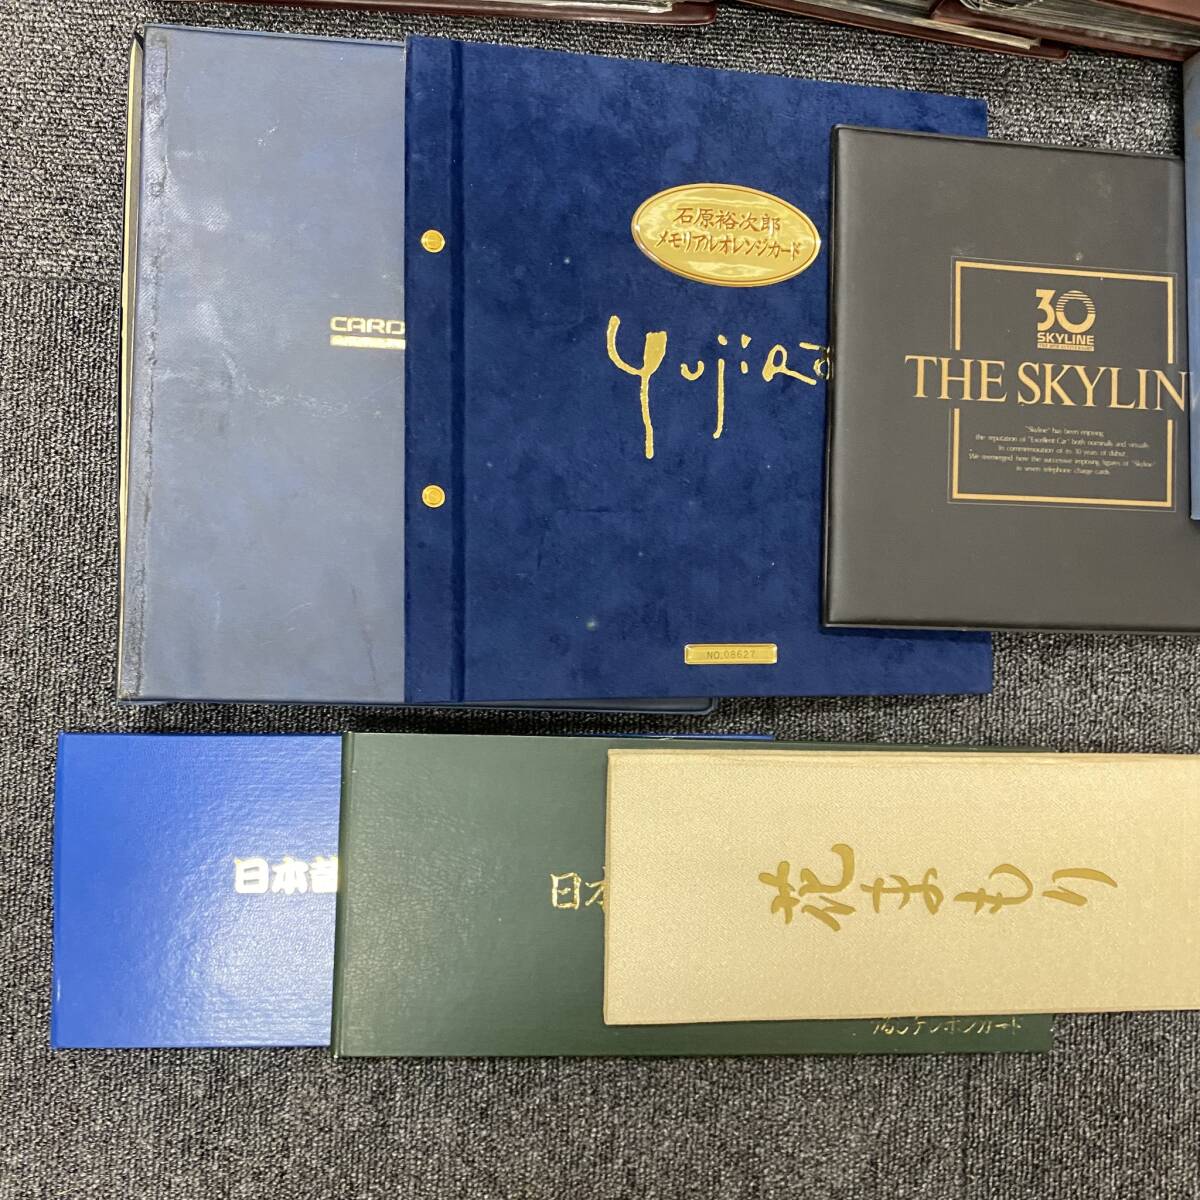 CARD
石原裕次郎
メモリアルオレンジカード
yujiro
NO.08627
30
SKYLINE
THE SKYLIN
"Skyline" has been enjoying
the reputation of "Excellent Car" both nominally and virtually.
In commemoration of its 30 years of debut
We reemerged how the successive imposing figures of "Skyline"
in seven telephone charge cards
日本
日本
テレホンカード
花まもり